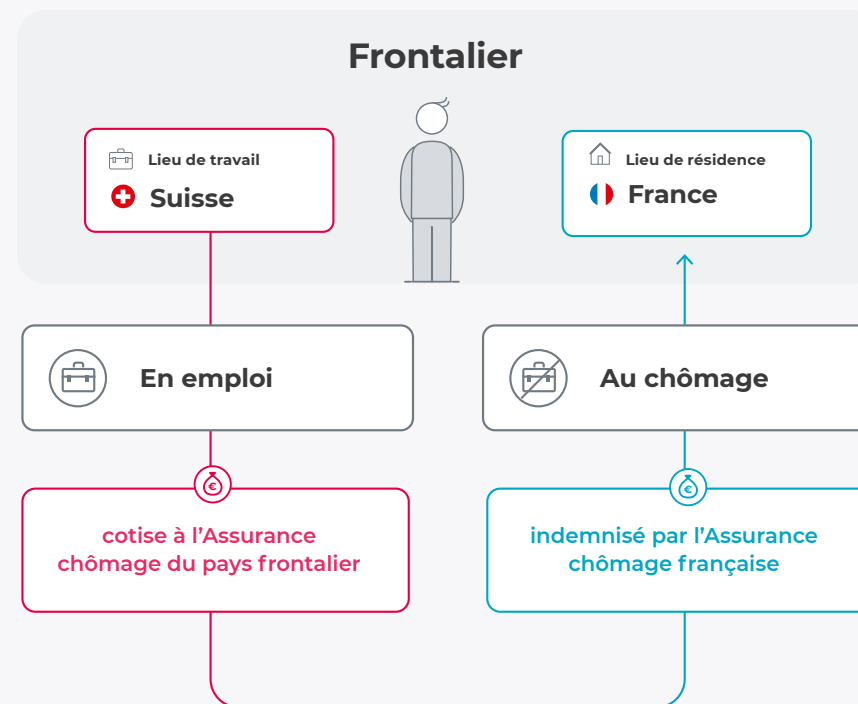 Frontalier
Lieu de travail
Suisse
Lieu de résidence
France
En emploi
Au chômage
€
€
cotise à l’Assurance
chômage du pays frontalier
indemnisé par l’Assurance
chômage française